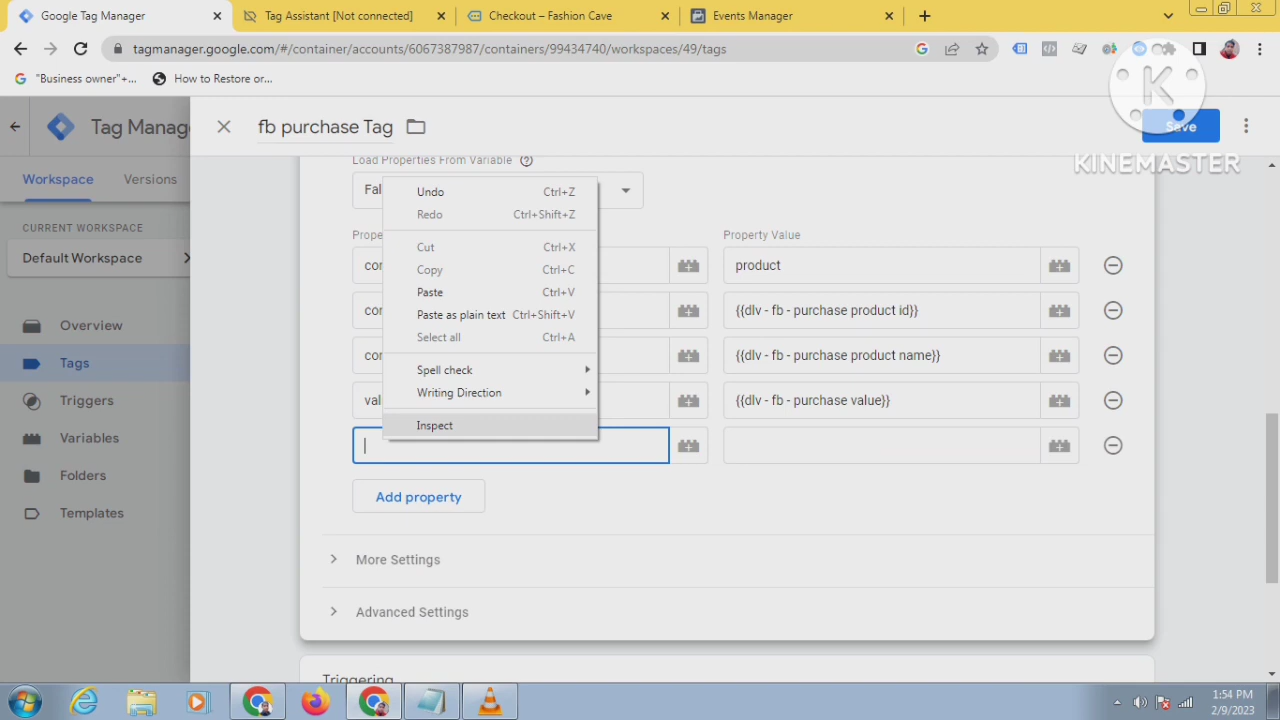 Google Tag Manager
Tag Assistant [Not connected]
Checkout – Fashion Cave
Events Manager
tagmanager.google.com/#/container/accounts/6067387987/containers/99434740/workspaces/49/tags
"Business owner"+...
How to Restore or...
Tag Manag
fb purchase Tag
Save
KINEMASTER
Workspace
Versions
CURRENT WORKSPACE
Default Workspace
Overview
Tags
Triggers
Variables
Folders
Templates
Load Properties From Variable
Fal
Prope
Property Value
con
product
con
{{dlv - fb - purchase product id}}
con
{{dlv - fb - purchase product name}}
val
{{dlv - fb - purchase value}}
Undo Ctrl+Z
Redo Ctrl+Shift+Z
Cut Ctrl+X
Copy Ctrl+C
Paste Ctrl+V
Paste as plain text Ctrl+Shift+V
Select all Ctrl+A
Spell check
Writing Direction
Inspect
Add property
More Settings
Advanced Settings
Triggering
1:54 PM
2/9/2023